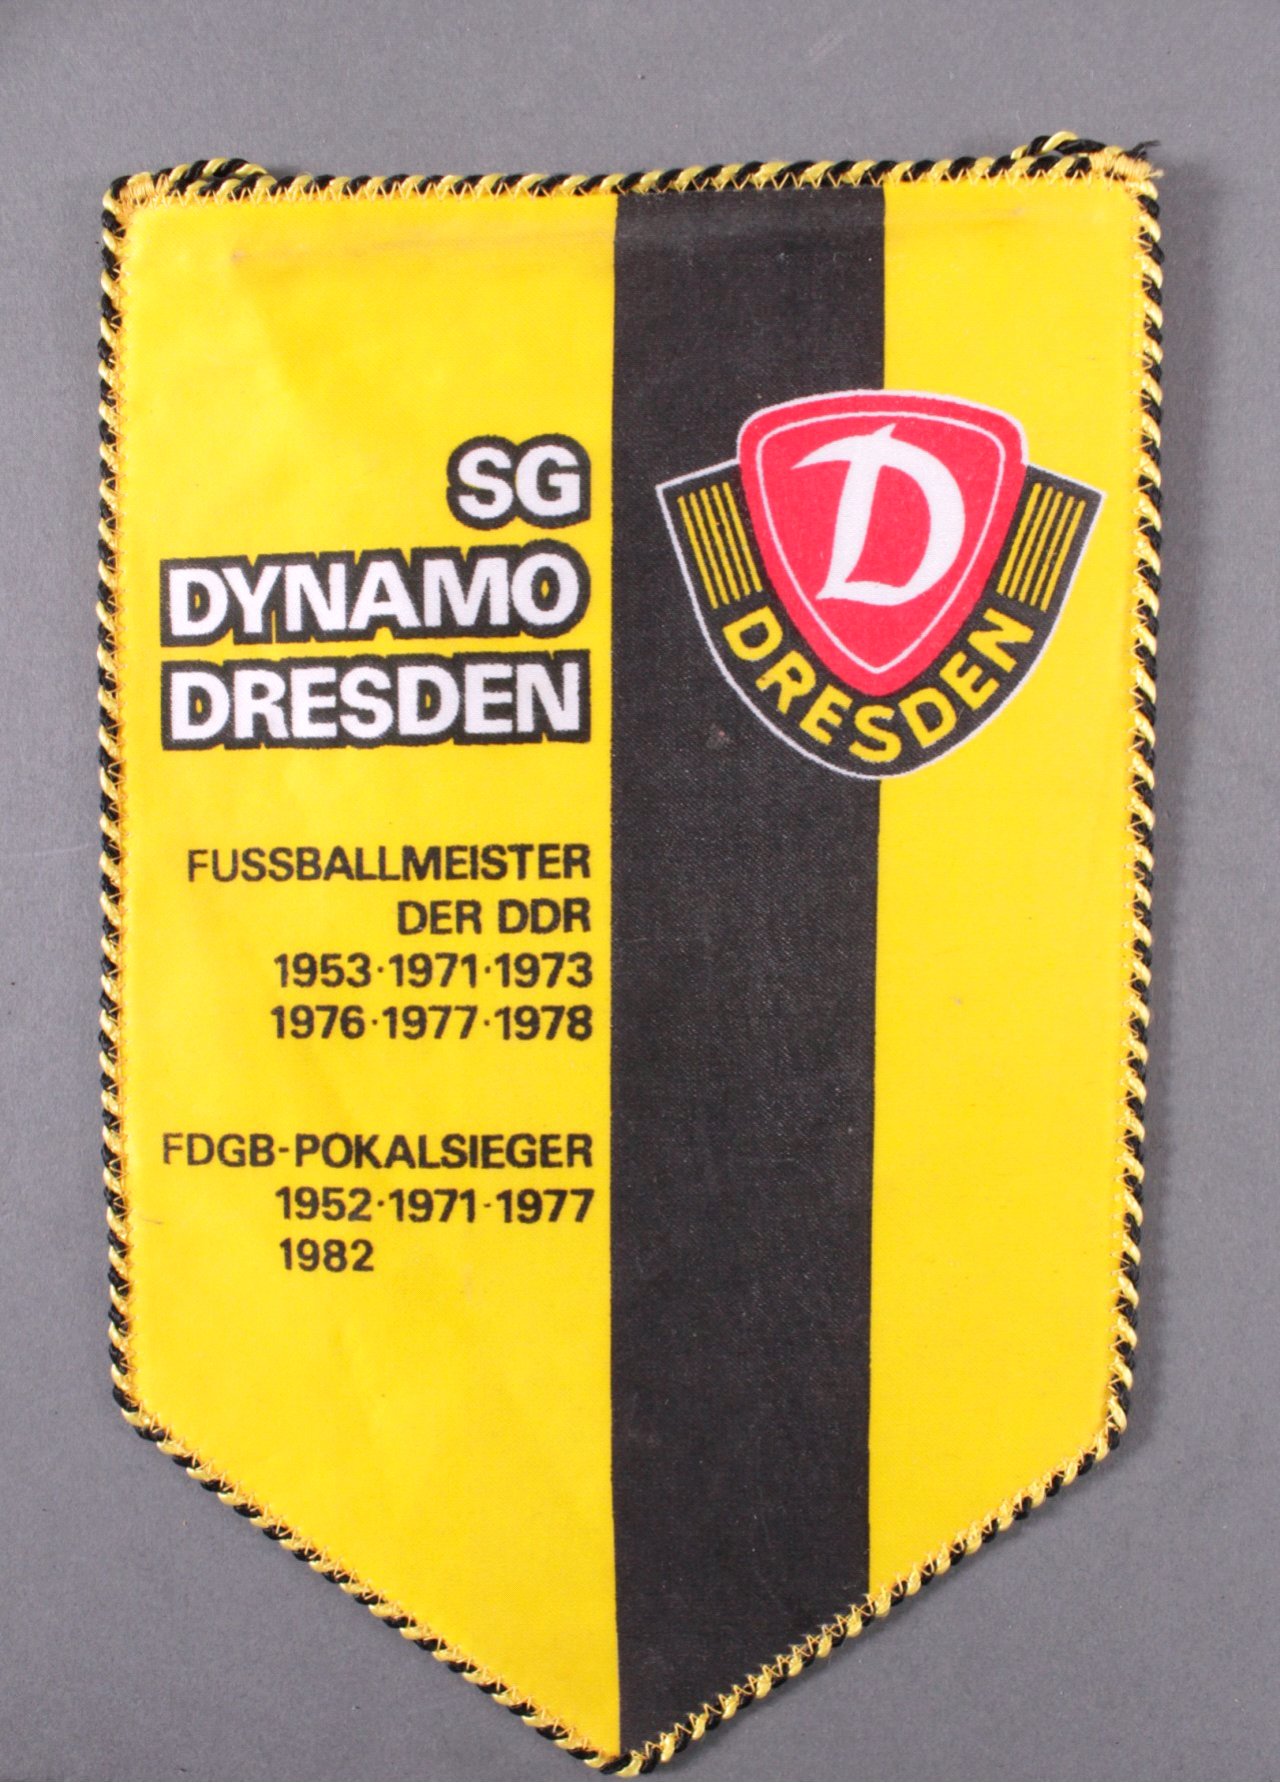 SG
DYNAMO
DRESDEN
D
DRESDEN
FUSSBALLMEISTER
DER DDR
1953·1971·1973
1976·1977·1978
FDGB-POKALSIEGER
1952·1971·1977
1982